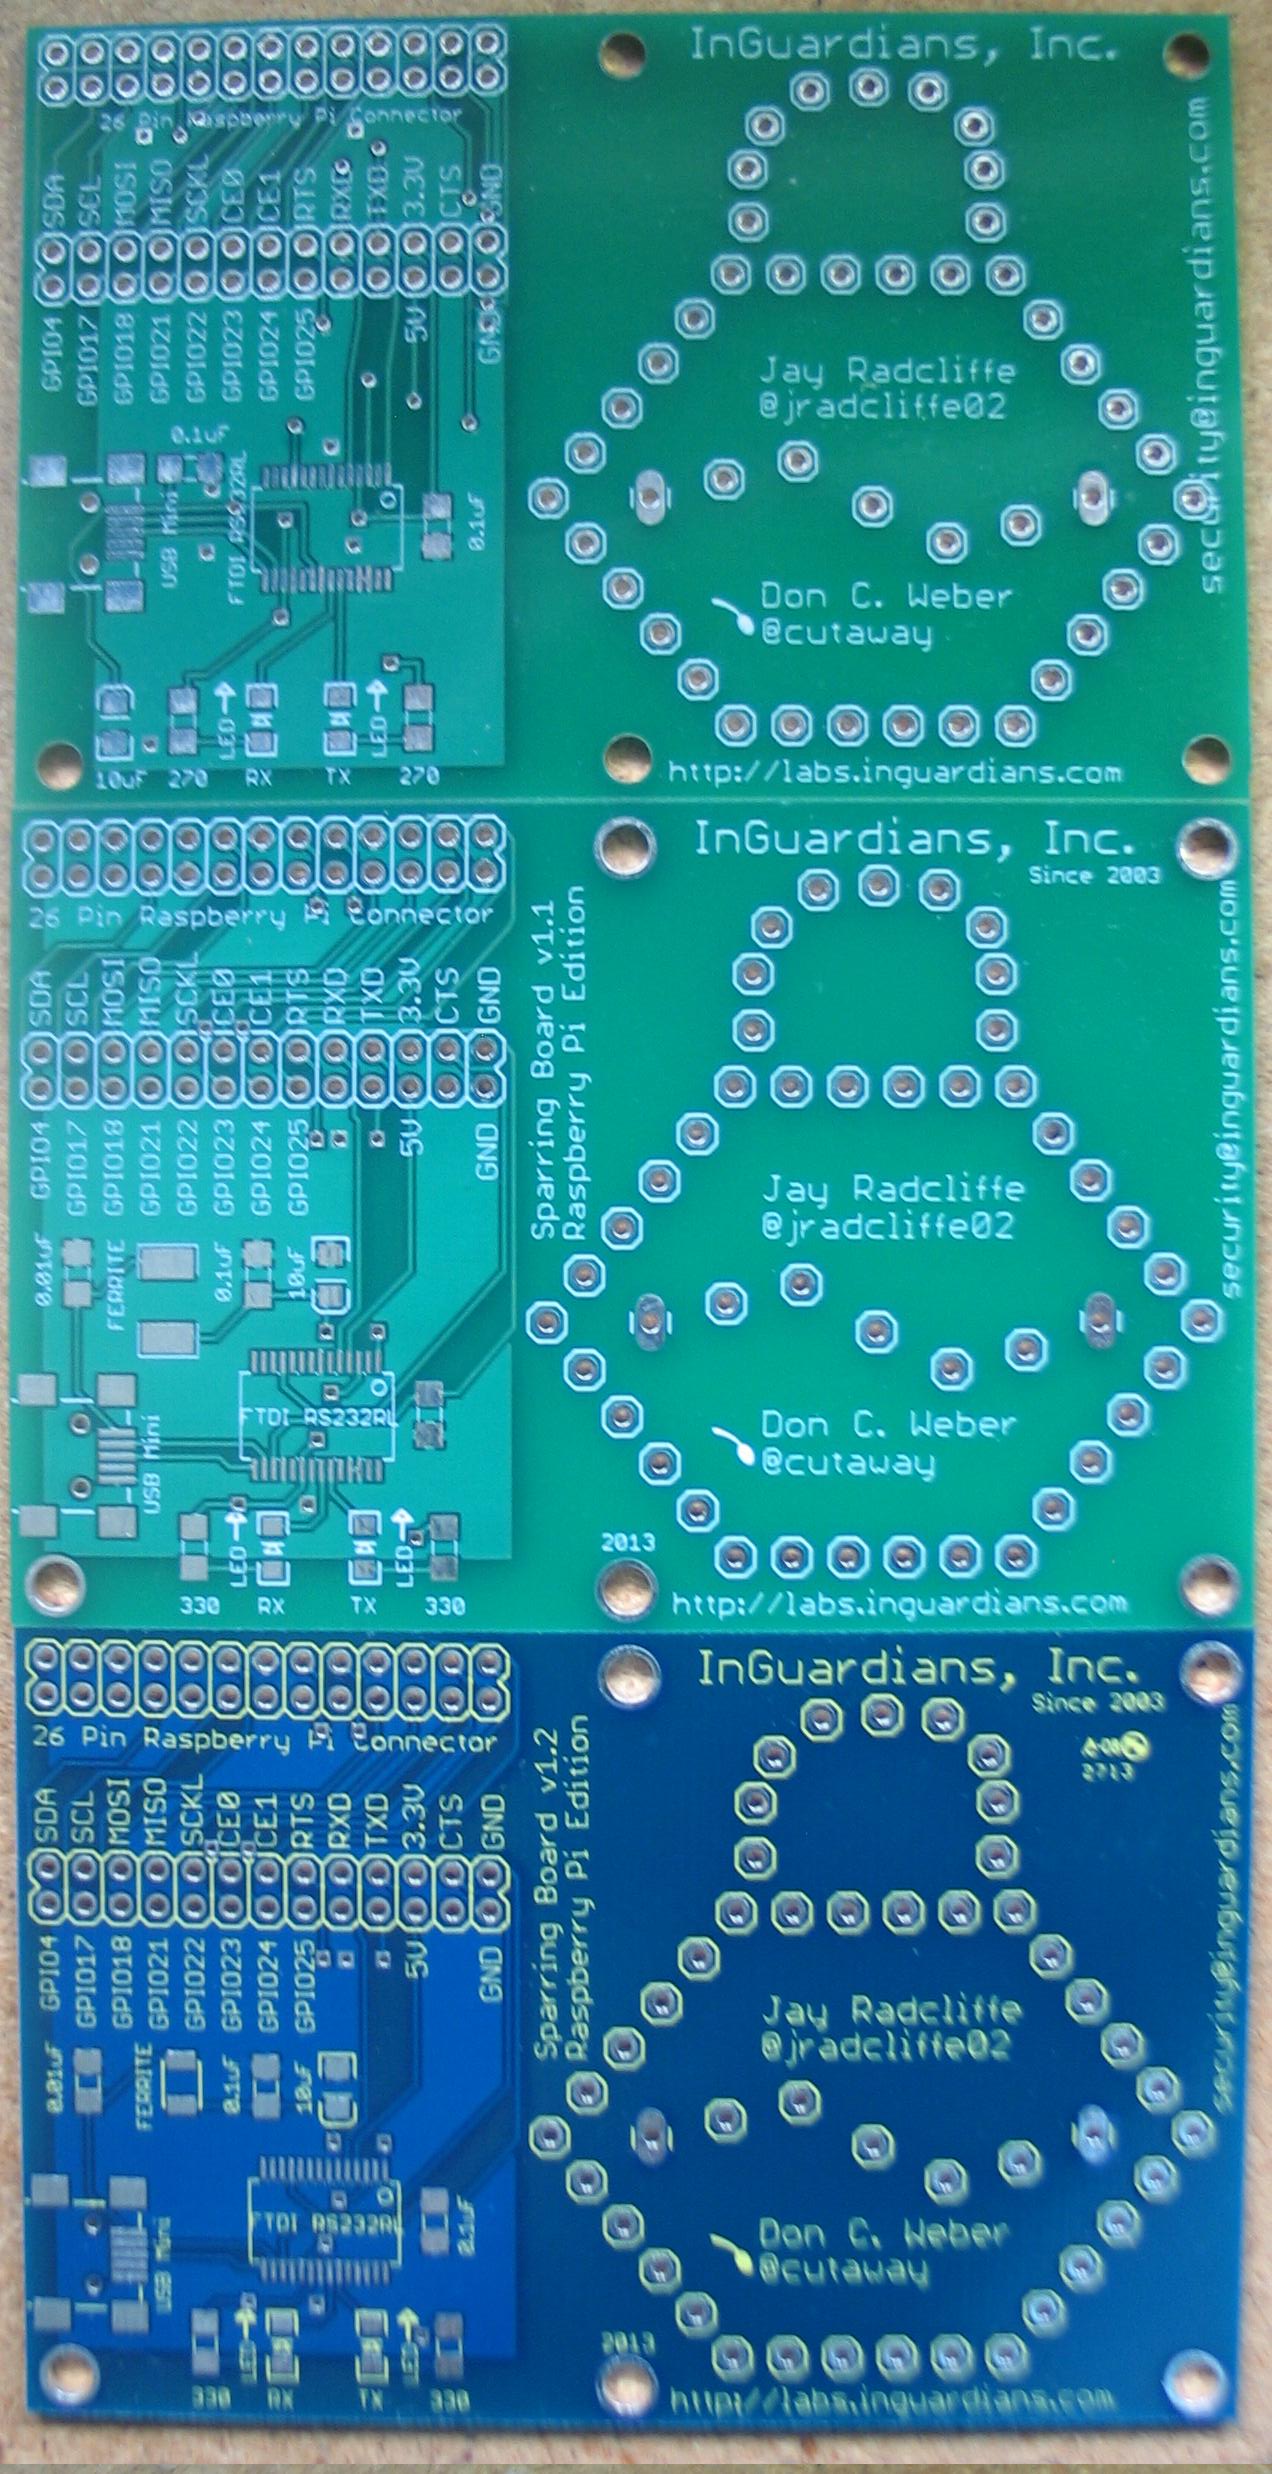 InGuardians, Inc.
26 Pin Raspberry Pi Connector
SDA
SCL
MOSI
MISO
SCKL
CE0
CE1
RTS
RXD
TXD
3.3V
CTS
GND
GPIO4
GPIO17
GPIO18
GPIO21
GPIO22
GPIO23
GPIO24
GPIO25
5V
GND
Jay Radcliffe
@jradcliffe02
security@inguardians.com
0.1uF
USB Mini
FTDI RS232RL
0.1uF
Don C. Weber
@cutaway
LED
LED
10uF 270 RX TX 270
http://labs.inguardians.com
InGuardians, Inc.
Since 2003
26 Pin Raspberry Pi Connector
Sparring Board v1.1
Raspberry Pi Edition
SDA
SCL
MOSI
MISO
SCKL
CE0
CE1
RTS
RXD
TXD
3.3V
CTS
GND
GPIO4
GPIO17
GPIO18
GPIO21
GPIO22
GPIO23
GPIO24
GPIO25
5V
GND
Jay Radcliffe
@jradcliffe02
security@inguardians.com
0.01uF
FERRITE
0.1uF
10uF
FTDI RS232RL
USB Mini
Don C. Weber
@cutaway
LED
LED
2013
330 RX TX 330
http://labs.inguardians.com
InGuardians, Inc.
Since 2003
26 Pin Raspberry Pi Connector
2713
Sparring Board v1.2
Raspberry Pi Edition
SDA
SCL
MOSI
MISO
SCKL
CE0
CE1
RTS
RXD
TXD
3.3V
CTS
GND
GPIO4
GPIO17
GPIO18
GPIO21
GPIO22
GPIO23
GPIO24
GPIO25
5V
GND
Jay Radcliffe
@jradcliffe02
security@inguardians.com
0.01uF
FERRITE
0.1uF
10uF
FTDI RS232RL
0.1uF
USB Mini
Don C. Weber
@cutaway
LED
LED
2013
330 RX TX 330
http://labs.inguardians.com